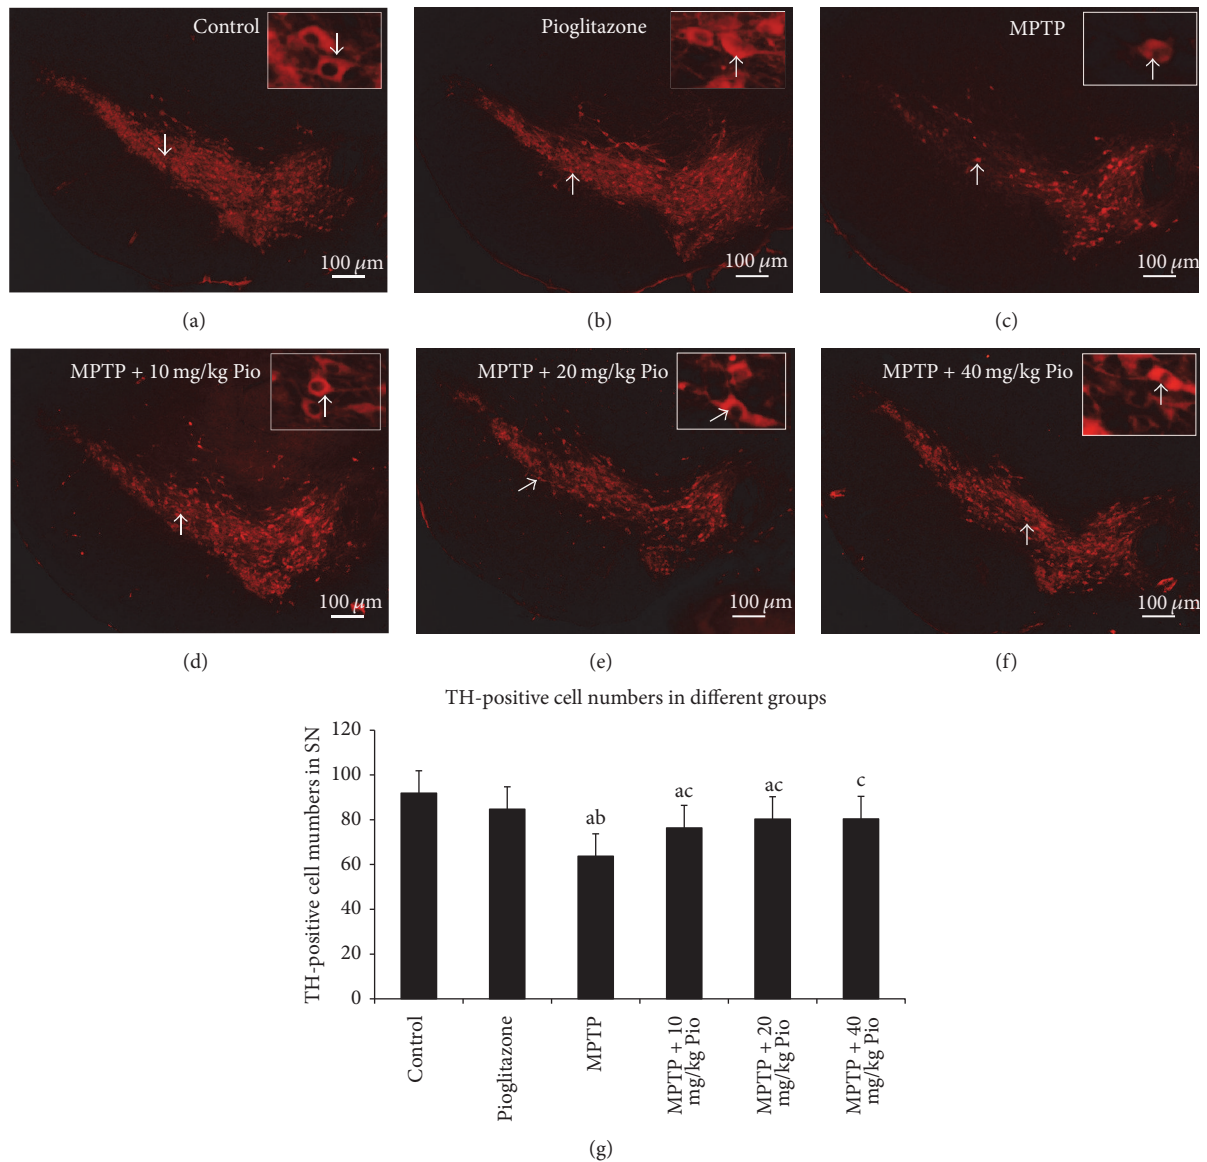 Control
Pioglitazone
MPTP
100 μm
100 μm
100 μm
(a)
(b)
(c)
MPTP + 10 mg/kg Pio
MPTP + 20 mg/kg Pio
MPTP + 40 mg/kg Pio
100 μm
100 μm
100 μm
(d)
(e)
(f)
TH-positive cell numbers in different groups
TH-positive cell mumbers in SN
120
100
80
60
40
20
0
ab
ac
ac
c
Control
Pioglitazone
MPTP
MPTP + 10
mg/kg Pio
MPTP + 20
mg/kg Pio
MPTP + 40
mg/kg Pio
(g)